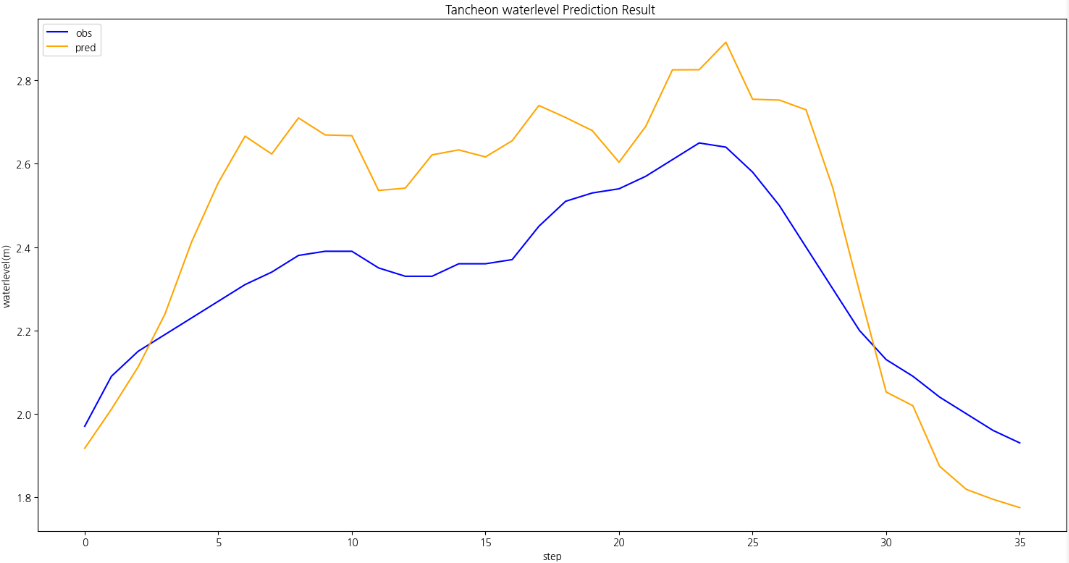 Tancheon waterlevel Prediction Result
obs
pred
2.8
2.6
2.4
2.2
2.0
1.8
waterlevel(m)
0 5 10 15 20 25 30 35
step